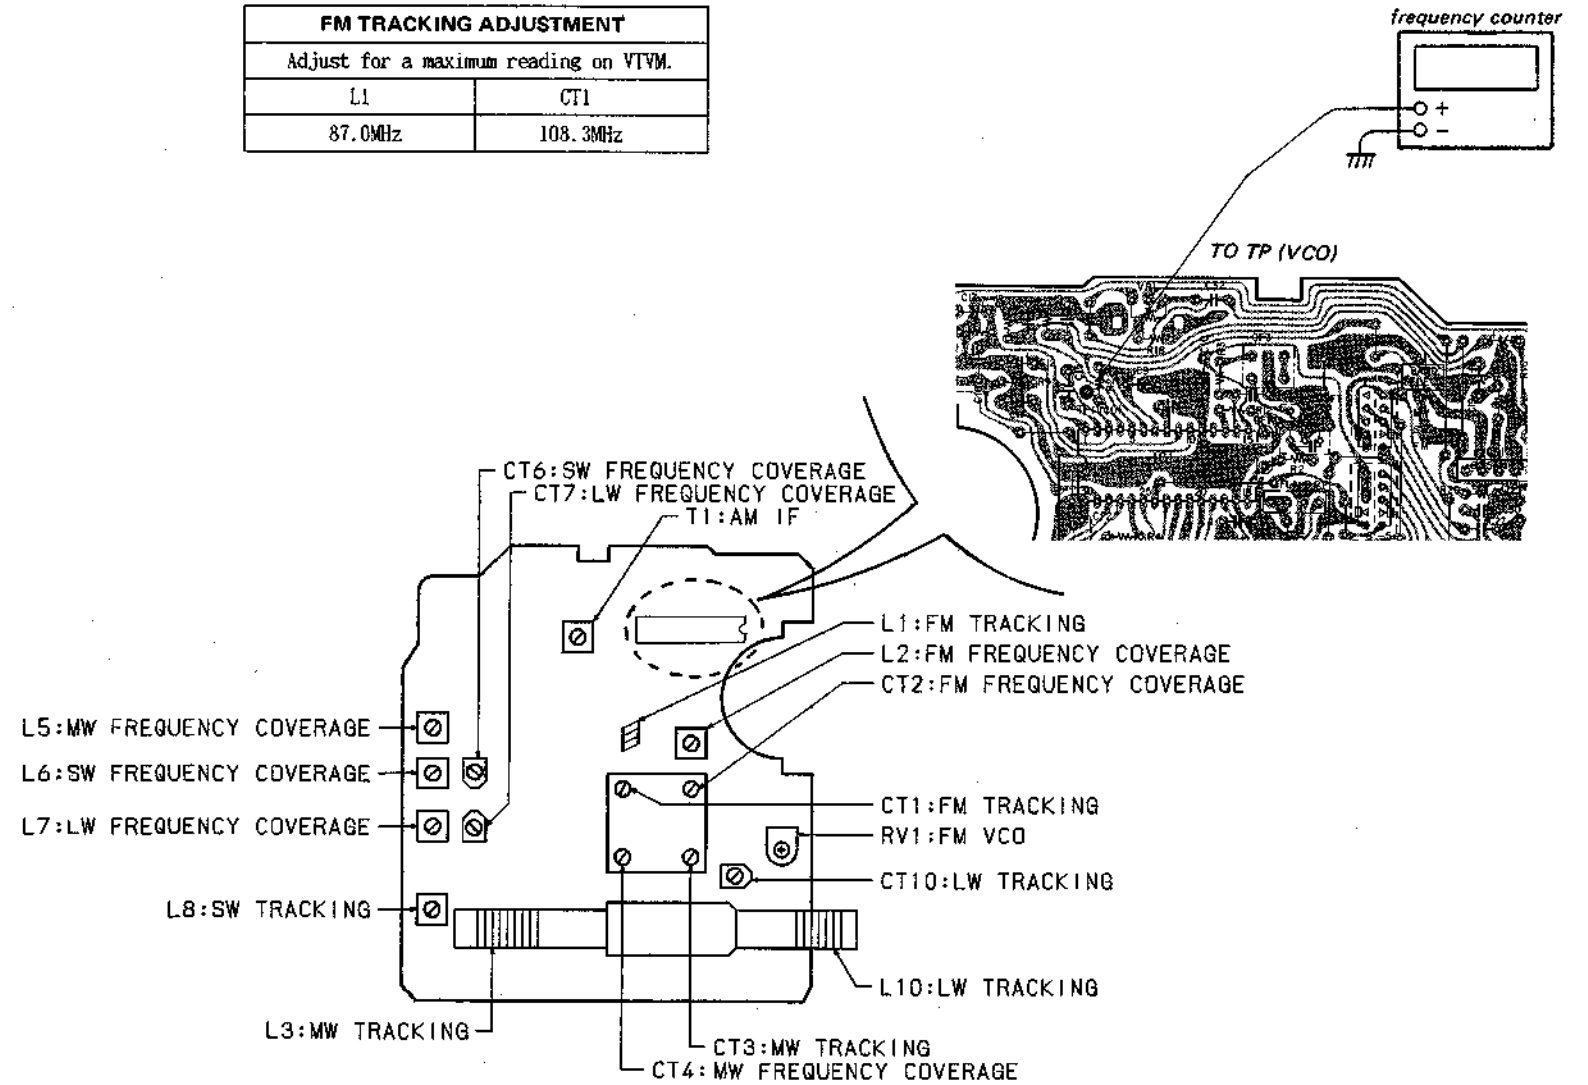 FM TRACKING ADJUSTMENT
Adjust for a maximum reading on VTVM.
L1 CT1
87.0MHz 108.3MHz
frequency counter
+
−
TO TP (VCO)
CT6:SW FREQUENCY COVERAGE
CT7:LW FREQUENCY COVERAGE
T1:AM IF
L1:FM TRACKING
L2:FM FREQUENCY COVERAGE
CT2:FM FREQUENCY COVERAGE
L5:MW FREQUENCY COVERAGE
L6:SW FREQUENCY COVERAGE
L7:LW FREQUENCY COVERAGE
CT1:FM TRACKING
RV1:FM VCO
CT10:LW TRACKING
L8:SW TRACKING
L10:LW TRACKING
L3:MW TRACKING
CT3:MW TRACKING
CT4:MW FREQUENCY COVERAGE